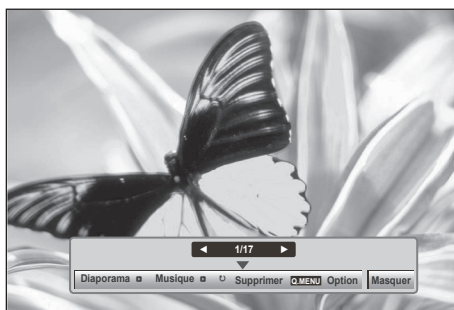 ◄ 1/17 ►
Diaporama ◘ Musique ◘ ↻ Supprimer Q.MENU Option Masquer